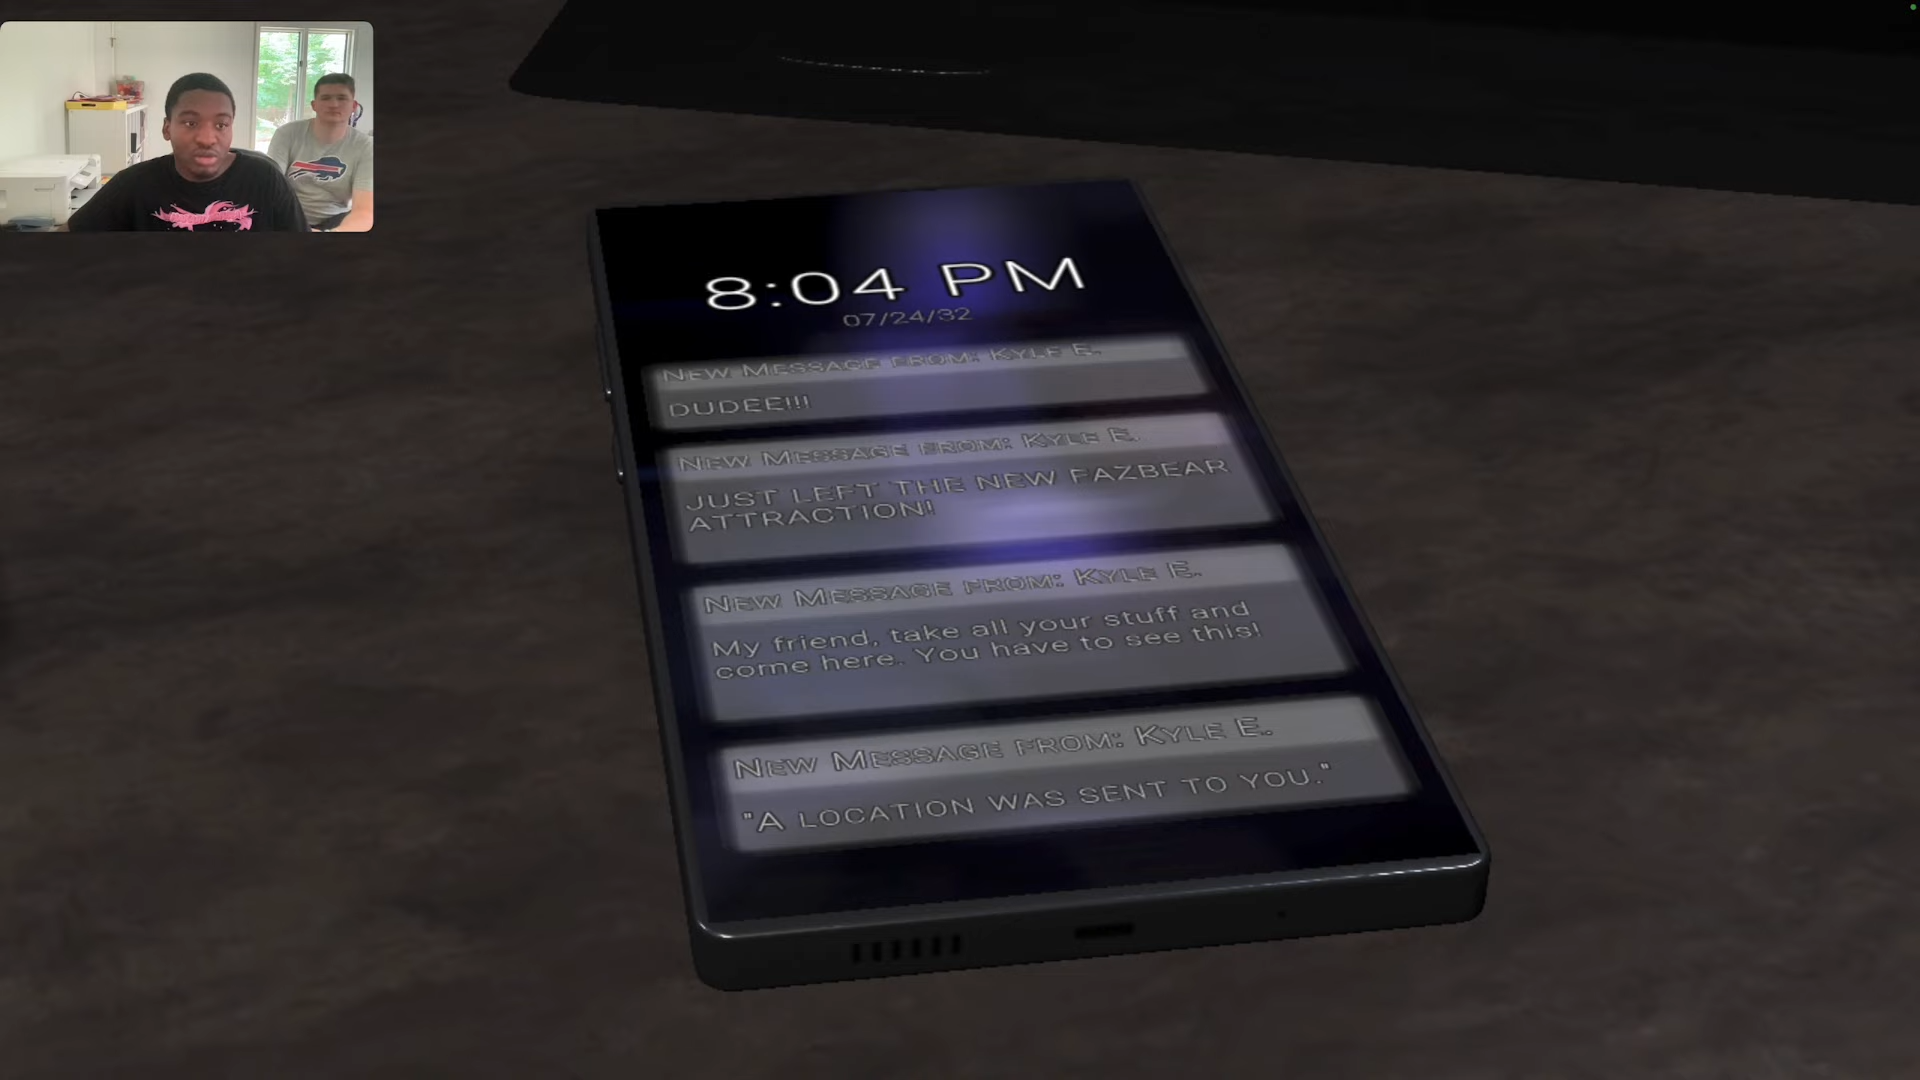 8:04 PM
07/24/32
New Message from: Kyle E.
DUDEE!!!
New Message from: Kyle E.
JUST LEFT THE NEW FAZBEAR
ATTRACTION!
New Message from: Kyle E.
My friend, take all your stuff and
come here. You have to see this!
New Message from: Kyle E.
"A LOCATION WAS SENT TO YOU."